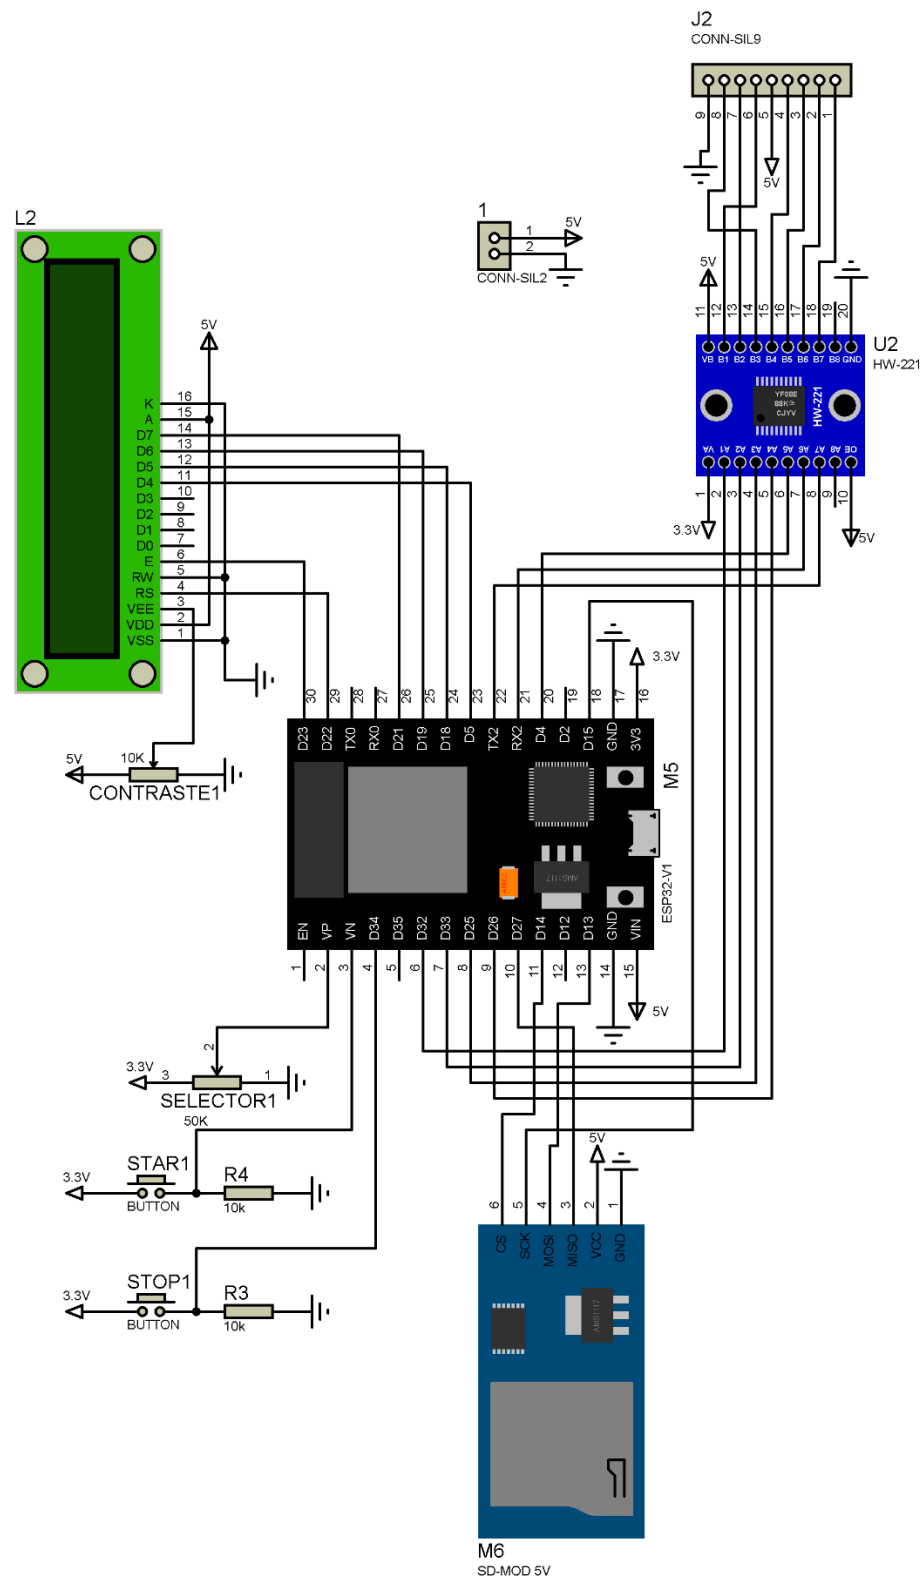 J2
CONN-SIL9
9
8
7
6
5
4
3
2
1
5V
L2
1
1
2
5V
CONN-SIL2
5V
5V
11
12
13
14
15
16
17
18
19
20
U2
HW-221
VB B1 B2 B3 B4 B5 B6 B7 B8 GND
YF08E
88K
CJYV
HW-221
VA A1 A2 A3 A4 A5 A6 A7 A8 OE
1
2
3
4
5
6
7
8
9
10
3.3V
5V
K 16
A 15
D7 14
D6 13
D5 12
D4 11
D3 10
D2 9
D1 8
D0 7
E 6
RW 5
RS 4
VEE 3
VDD 2
VSS 1
5V
10K
CONTRASTE1
3.3V
30
29
28
27
26
25
24
23
22
21
20
19
18
17
16
D23
D22
TX0
RX0
D21
D19
D18
D5
TX2
RX2
D4
D2
D15
GND
3V3
M5
ESP32-V1
AMS1117
EN
VP
VN
D34
D35
D32
D33
D25
D26
D27
D14
D12
D13
GND
VIN
1
2
3
4
5
6
7
8
9
10
11
12
13
14
15
5V
3.3V
3
2
1
SELECTOR1
50K
STAR1
3.3V
BUTTON
R4
10k
STOP1
3.3V
BUTTON
R3
10k
5V
6
5
4
3
2
1
CS
SCK
MOSI
MISO
VCC
GND
AMS1117
M6
SD-MOD 5V